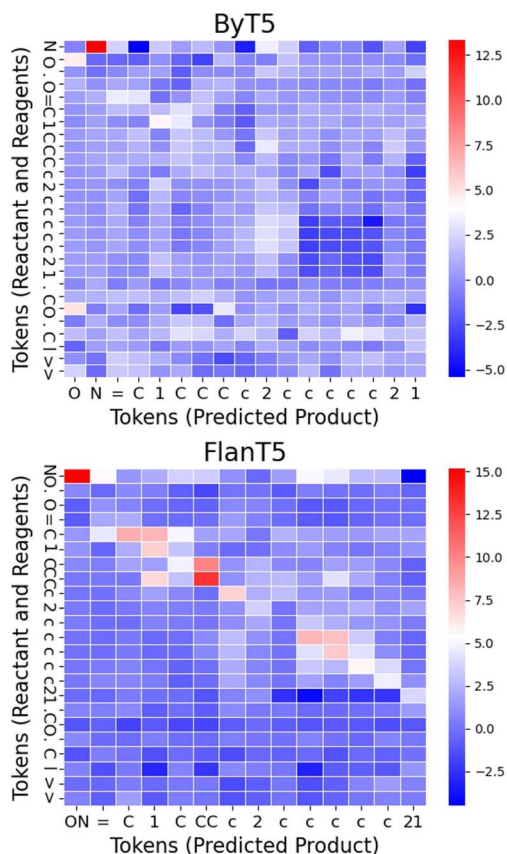 ByT5
Tokens (Reactant and Reagents)
N O . O = C 1 C C C c 2 c c c c c c 2 1 . C O . C l > >
12.5
10.0
7.5
5.0
2.5
0.0
−2.5
−5.0
O N = C 1 C C C c 2 c c c c c 2 1
Tokens (Predicted Product)
FlanT5
Tokens (Reactant and Reagents)
NO. O = C 1 C CC c 2 c c c c c 21. CO. C l > >
15.0
12.5
10.0
7.5
5.0
2.5
0.0
−2.5
ON = C 1 C CC c 2 c c c c c 21
Tokens (Predicted Product)